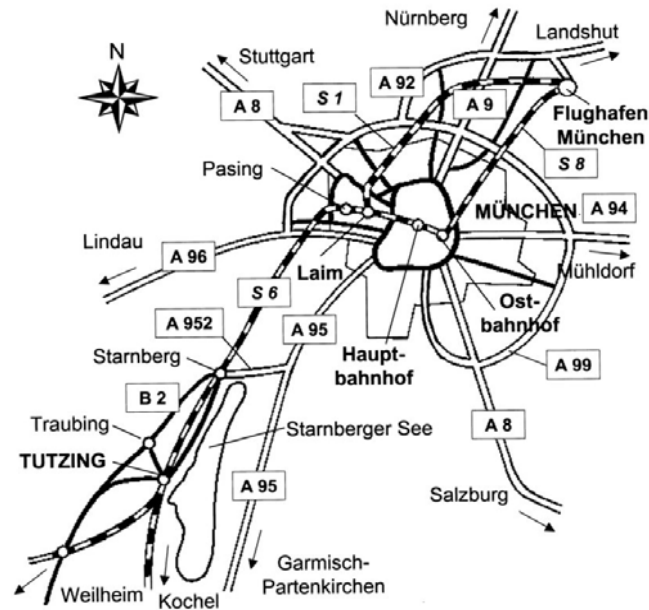 Nürnberg
Landshut
N
Stuttgart
A 92
S 1
A 9
A 8
Flughafen
München
S 8
Pasing
MÜNCHEN
A 94
Lindau
A 96
Laim
Mühldorf
S 6
Ost-
bahnhof
A 952
A 95
Haupt-
bahnhof
A 99
Starnberg
B 2
A 8
Traubing
Starnberger See
TUTZING
A 95
Salzburg
Garmisch-
Partenkirchen
Weilheim
Kochel